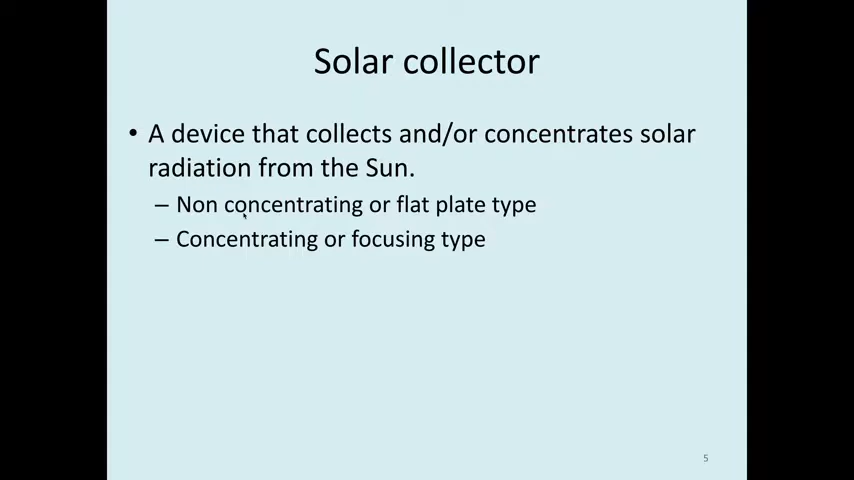 Solar collector
• A device that collects and/or concentrates solar
radiation from the Sun.
– Non concentrating or flat plate type
– Concentrating or focusing type
5